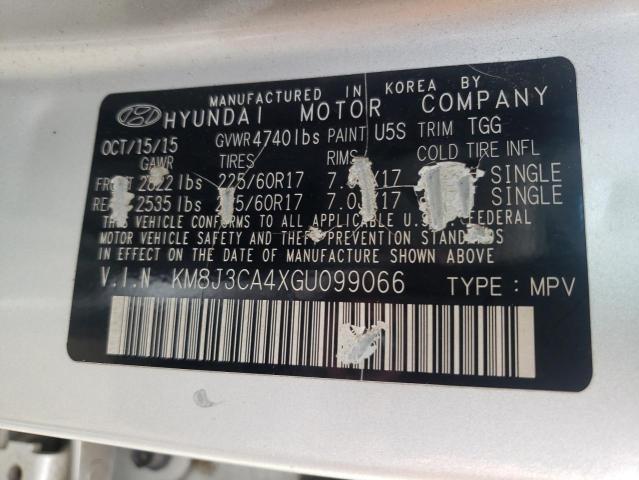 MANUFACTURED IN KOREA BY
HYUNDAI MOTOR COMPANY
OCT/15/15 GVWR 4740lbs PAINT U5S TRIM TGG
GAWR TIRES RIMS COLD TIRE INFL
2822 lbs 225/60R17 SINGLE
2535 lbs SINGLE
THIS VEHICLE CONFORMS TO ALL APPLICABLE FEDERAL
MOTOR VEHICLE SAFETY AND THEFT PREVENTION STANDARDS
IN EFFECT ON THE DATE OF MANUFACTURE SHOWN ABOVE
V.I.N KM8J3CA4XGU099066 TYPE : MPV